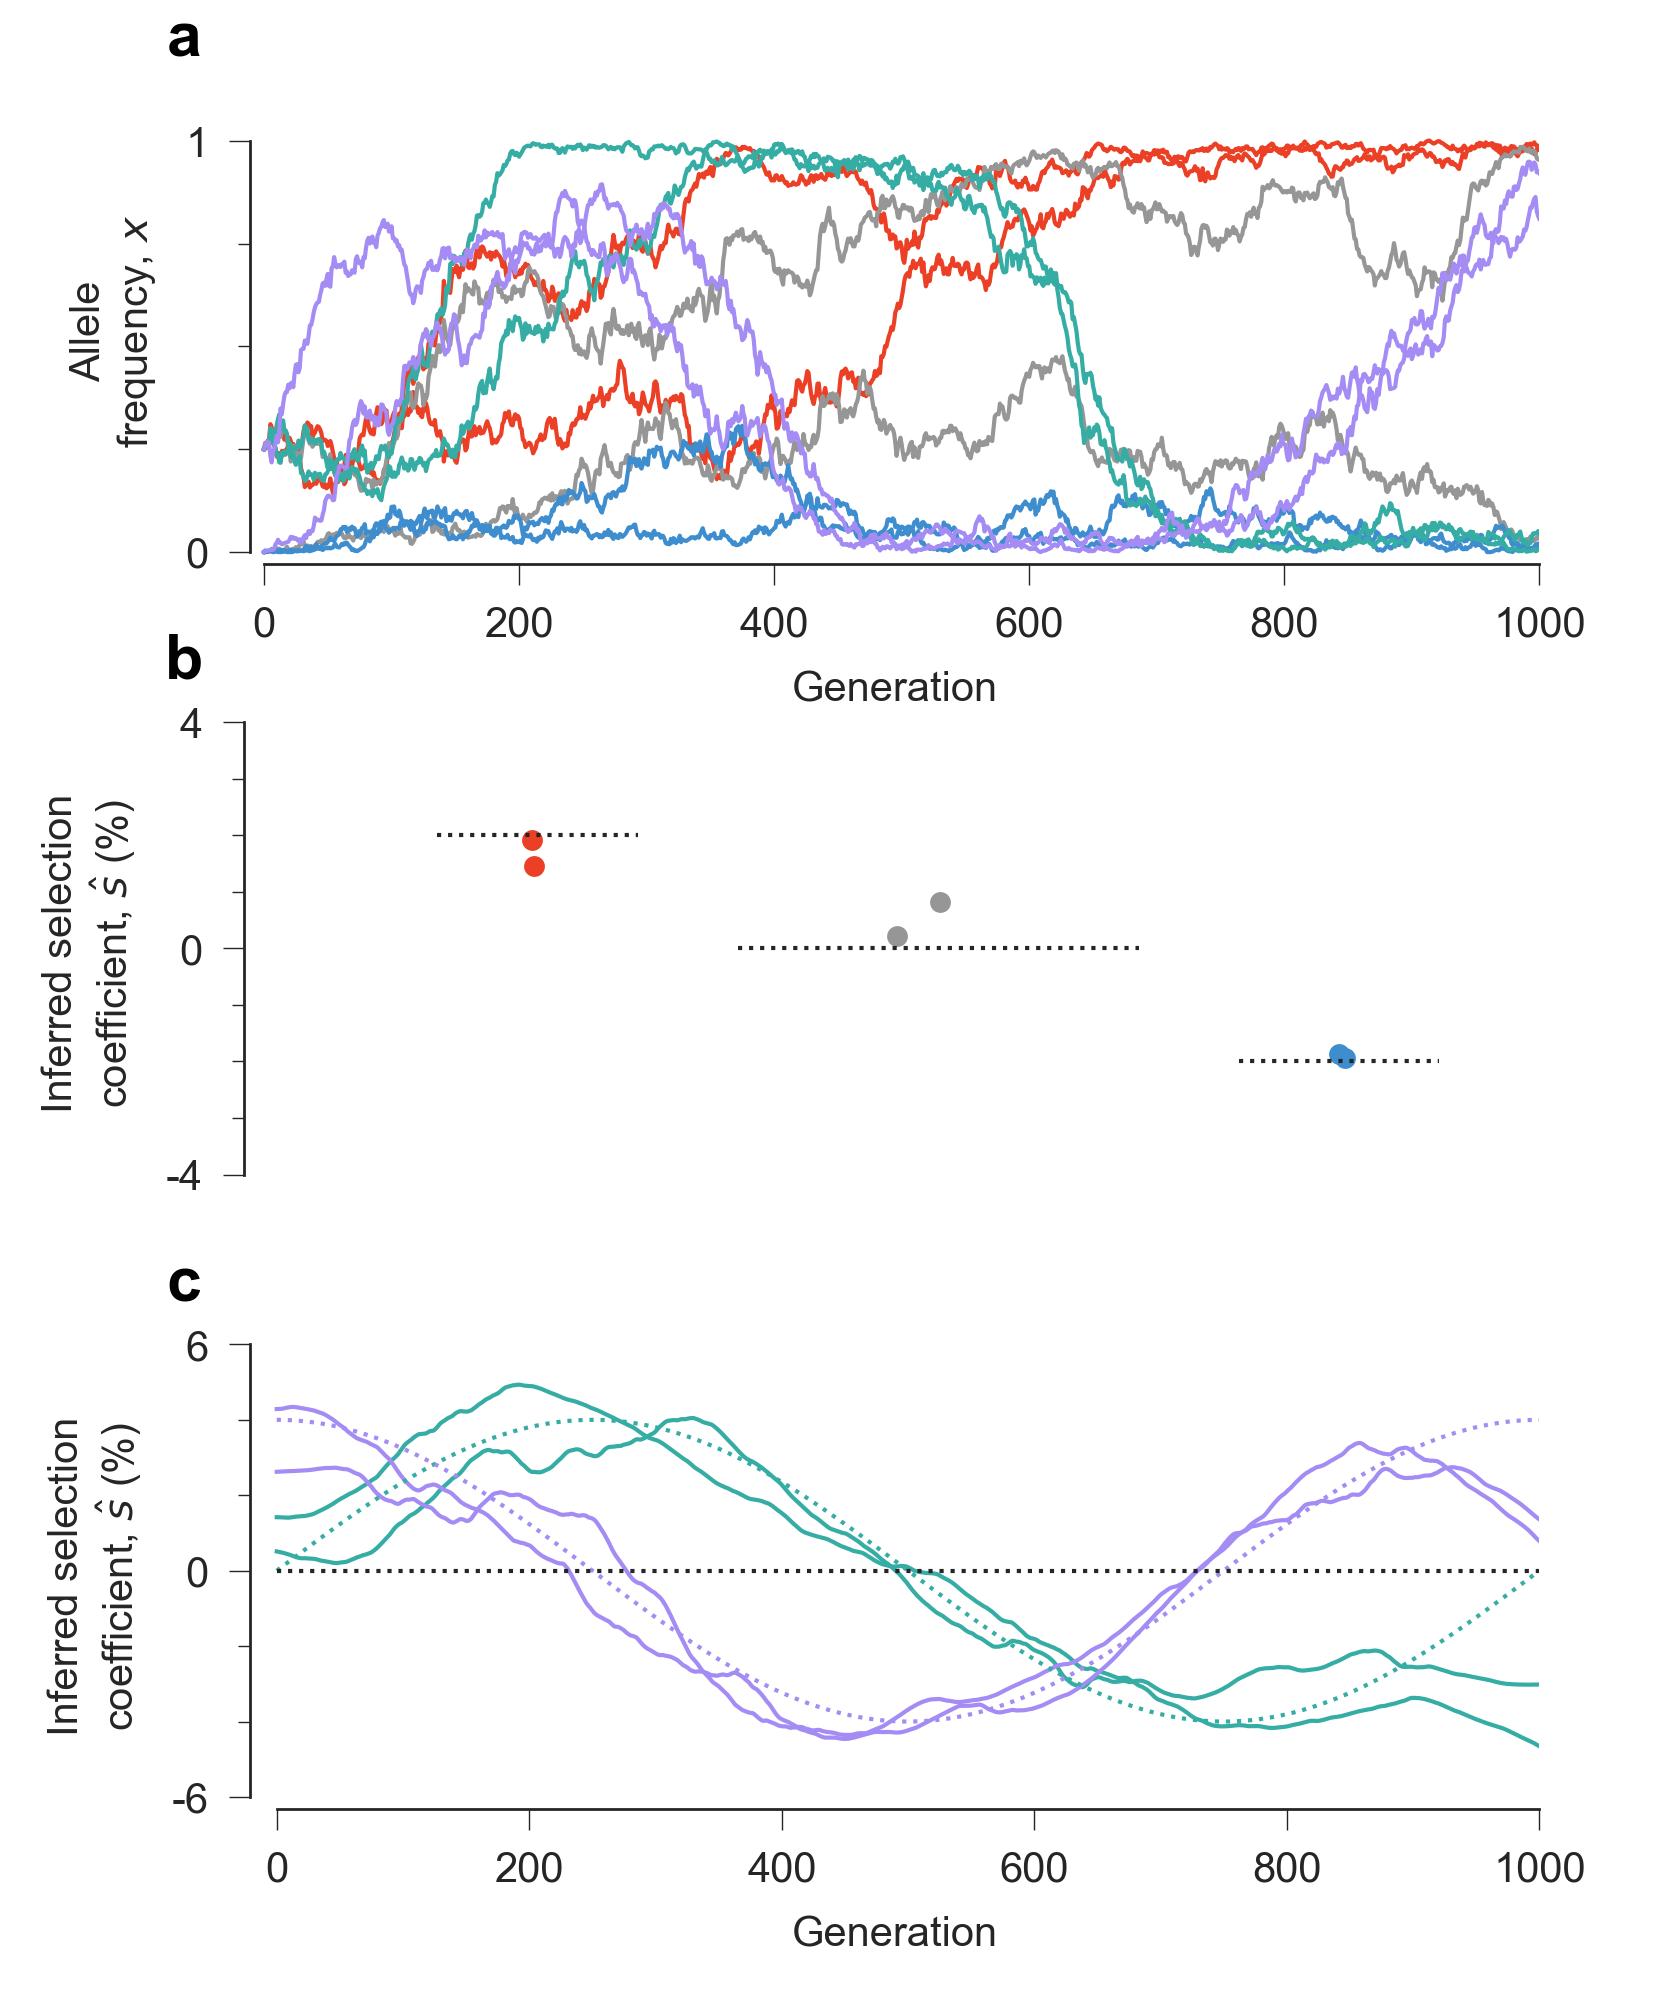 a
1
0
Allele
frequency, x
0 200 400 600 800 1000
Generation
b
4
0
-4
Inferred selection
coefficient, ŝ (%)
c
6
0
-6
Inferred selection
coefficient, ŝ (%)
0 200 400 600 800 1000
Generation